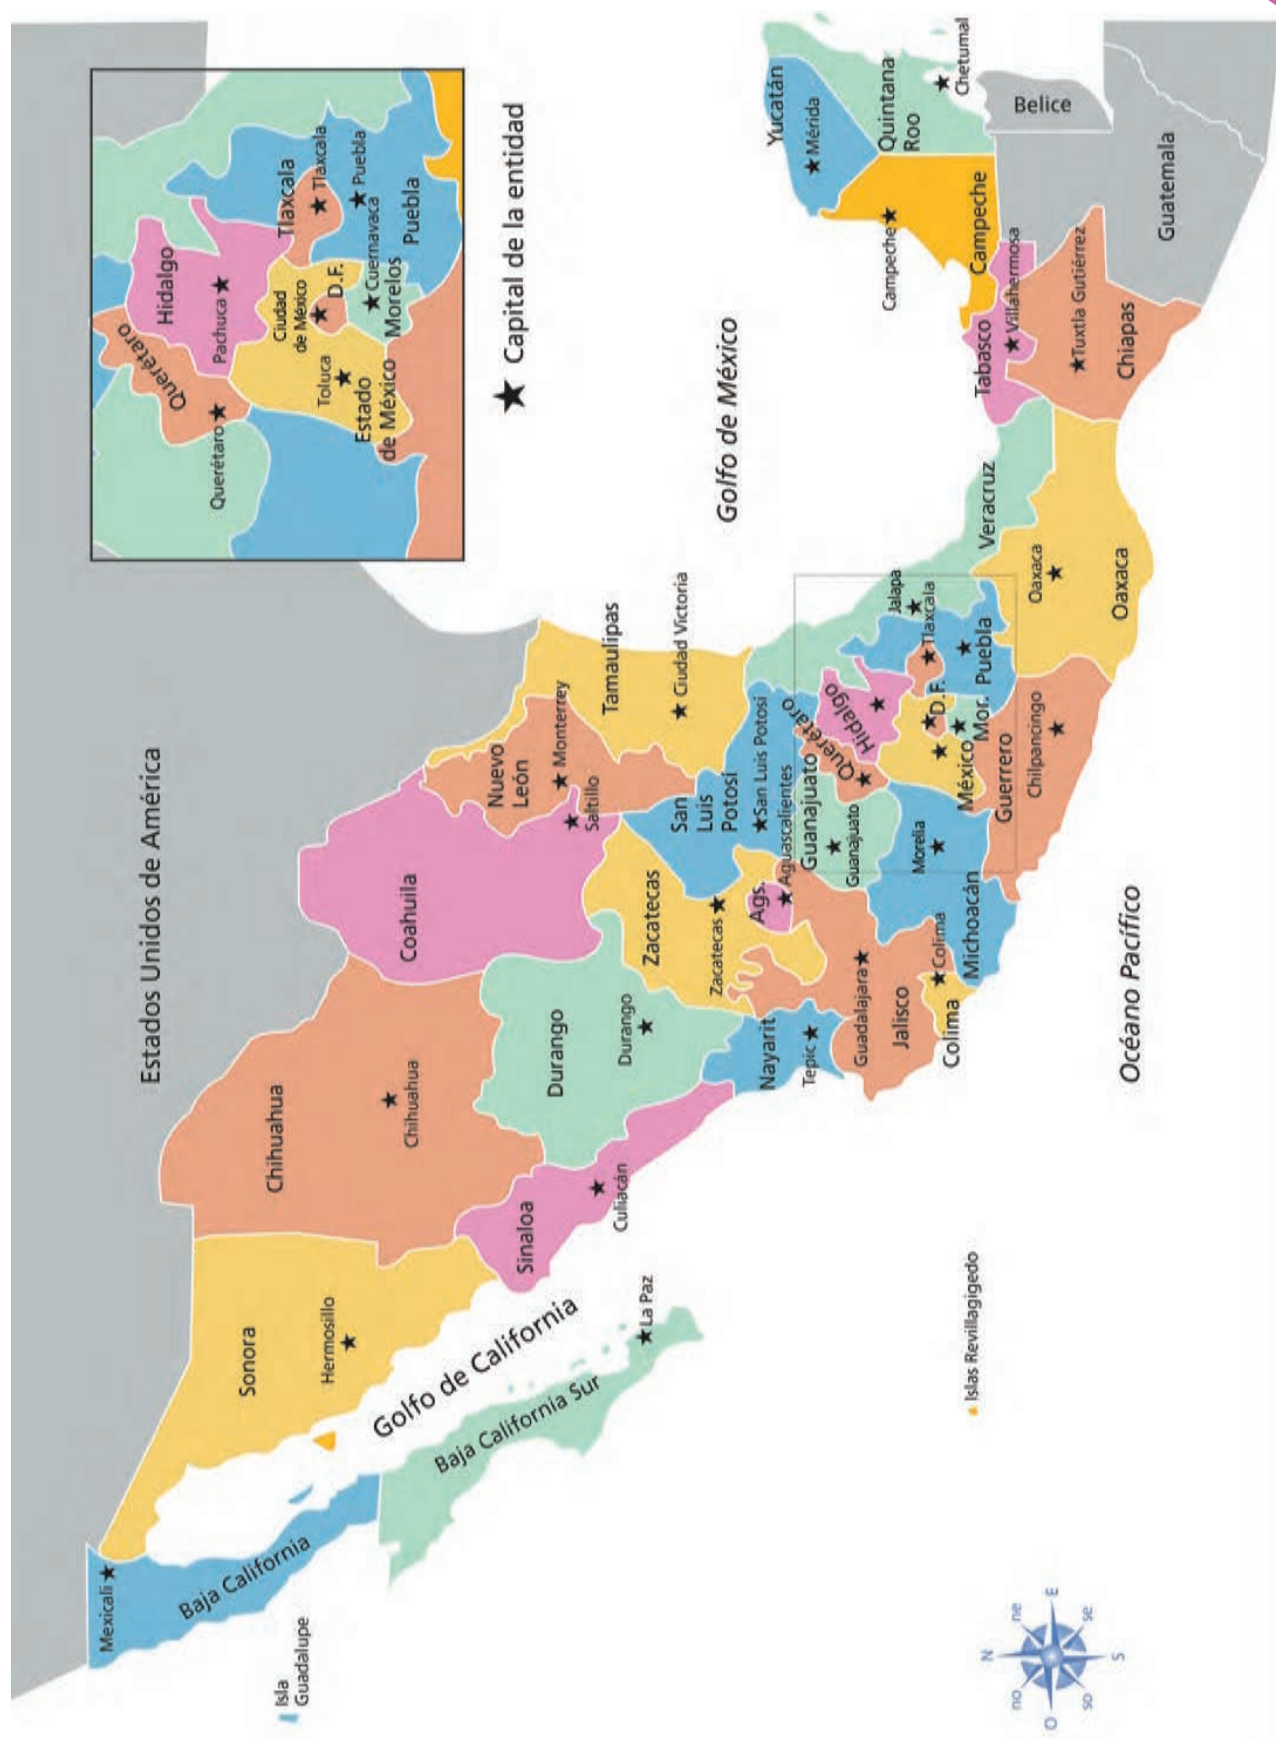 Estados Unidos de América
Mexicali
Baja California
Isla
Guadalupe
Sonora
Hermosillo
Golfo de California
Baja California Sur
La Paz
Chihuahua
Chihuahua
Sinaloa
Culiacán
Coahuila
Saltillo
Nuevo
León
Monterrey
Tamaulipas
Ciudad Victoria
Durango
Durango
Zacatecas
Zacatecas
San
Luis
Potosí
San Luis Potosí
Ags.
Aguascalientes
Nayarit
Tepic
Jalisco
Guadalajara
Colima
Colima
Michoacán
Morelia
Guanajuato
Guanajuato
Querétaro
Hidalgo
México
D.F.
Mor.
Tlaxcala
Puebla
Jalapa
Veracruz
Guerrero
Chilpancingo
Oaxaca
Oaxaca
Golfo de México
Tabasco
Villahermosa
Chiapas
Tuxtla Gutiérrez
Campeche
Campeche
Yucatán
Mérida
Quintana
Roo
Chetumal
Belice
Guatemala
Océano Pacífico
Islas Revillagigedo
N
ne
E
se
S
so
O
no
Querétaro
Querétaro
Hidalgo
Pachuca
Ciudad
de México
D.F.
Toluca
Estado
de México
Tlaxcala
Tlaxcala
Puebla
Puebla
Cuernavaca
Morelos
Capital de la entidad